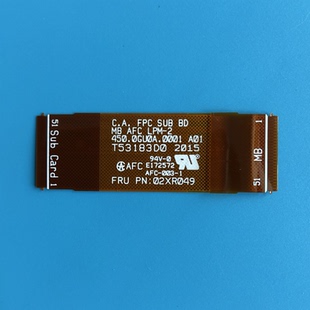 C.A. FPC SUB BD
MB AFC LPM-2
450.0GU0A.0001 A01
T53183D0 2015
94V-0
AFC E172572
AFC-003-1
FRU PN:02XR049
51 Sub Card 1
1
MB
51